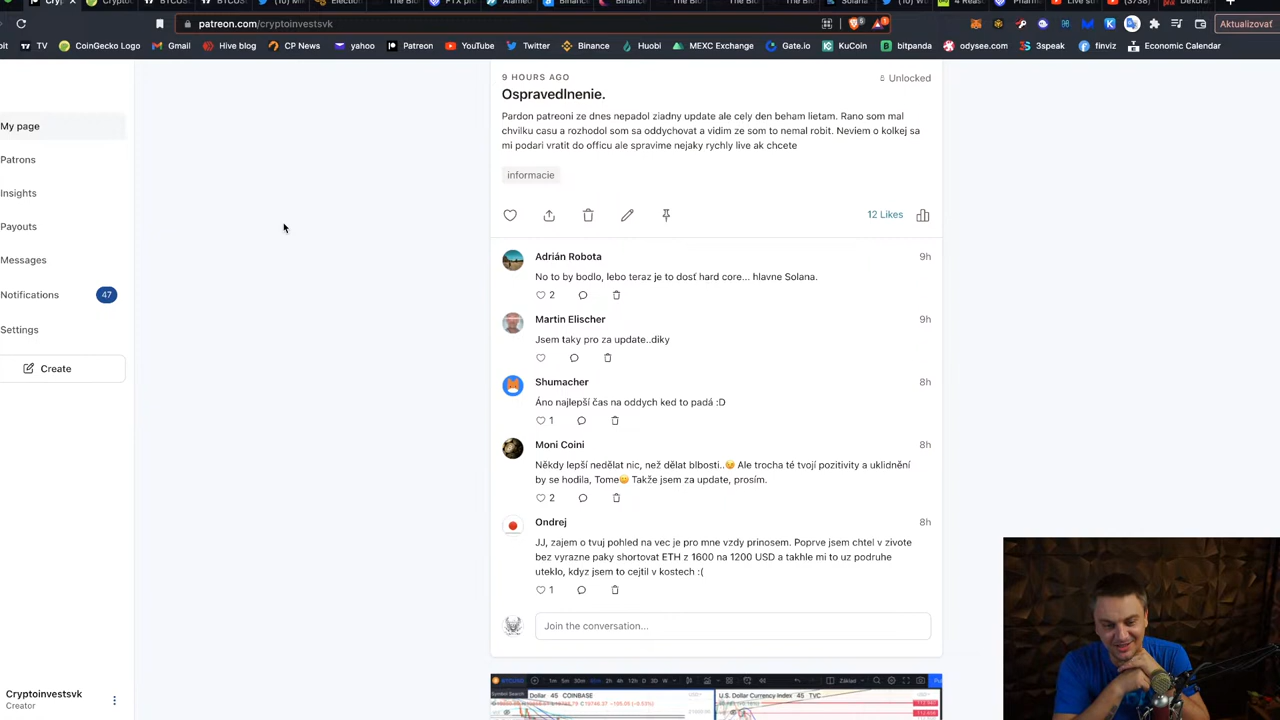 patreon.com/cryptoinvestsvk
Aktualizovať
TV
CoinGecko Logo
Gmail
Hive blog
CP News
yahoo
Patreon
YouTube
Twitter
Binance
Huobi
MEXC Exchange
Gate.io
KuCoin
bitpanda
odysee.com
3speak
finviz
Economic Calendar
My page
Patrons
Insights
Payouts
Messages
Notifications
47
Settings
Create
Cryptoinvestsvk
Creator
9 HOURS AGO
Unlocked
Ospravedlnenie.
Pardon patreoni ze dnes nepadol ziadny update ale cely den beham lietam. Rano som mal
chvilku casu a rozhodol som sa oddychovat a vidim ze som to nemal robit. Neviem o kolkej sa
mi podari vratit do officu ale spravime nejaky rychly live ak chcete
informacie
12 Likes
Adrián Robota
9h
No to by bodlo, lebo teraz je to dosť hard core... hlavne Solana.
2
Martin Elischer
9h
Jsem taky pro za update..diky
Shumacher
8h
Áno najlepší čas na oddych ked to padá :D
1
Moni Coini
8h
Někdy lepší nedělat nic, než dělat blbosti..😉 Ale trocha té tvojí pozitivity a uklidnění
by se hodila, Tome😀 Takže jsem za update, prosím.
2
Ondrej
8h
JJ, zajem o tvuj pohled na vec je pro mne vzdy prinosem. Poprve jsem chtel v zivote
bez vyrazne paky shortovat ETH z 1600 na 1200 USD a takhle mi to uz podruhe
uteklo, kdyz jsem to cejtil v kostech :(
1
Join the conversation...
Dollar 45 COINBASE
U.S. Dollar Currency Index 45 TVC